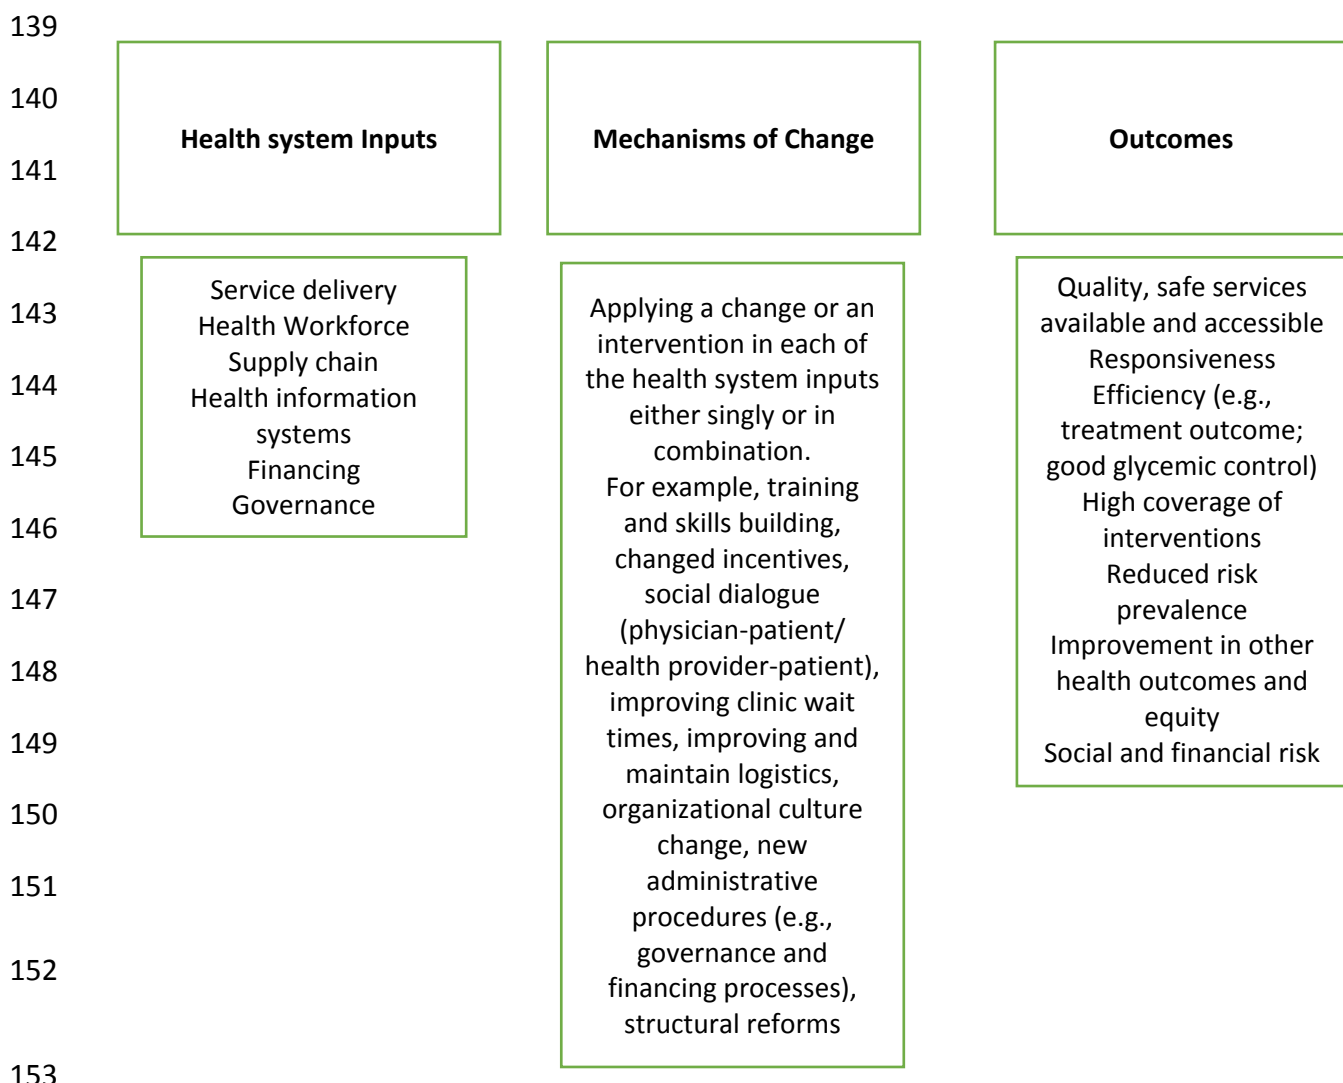 139
140
141
142
143
144
145
146
147
148
149
150
151
152
153
Health system Inputs
Service delivery
Health Workforce
Supply chain
Health information
systems
Financing
Governance
Mechanisms of Change
Applying a change or an
intervention in each of
the health system inputs
either singly or in
combination.
For example, training
and skills building,
changed incentives,
social dialogue
(physician-patient/
health provider-patient),
improving clinic wait
times, improving and
maintain logistics,
organizational culture
change, new
administrative
procedures (e.g.,
governance and
financing processes),
structural reforms
Outcomes
Quality, safe services
available and accessible
Responsiveness
Efficiency (e.g.,
treatment outcome;
good glycemic control)
High coverage of
interventions
Reduced risk
prevalence
Improvement in other
health outcomes and
equity
Social and financial risk